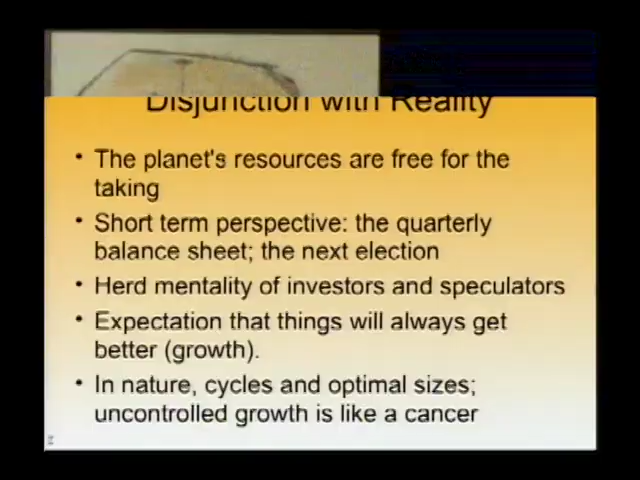 Disjunction with Reality
• The planet's resources are free for the
taking
• Short term perspective: the quarterly
balance sheet; the next election
• Herd mentality of investors and speculators
• Expectation that things will always get
better (growth).
• In nature, cycles and optimal sizes;
uncontrolled growth is like a cancer